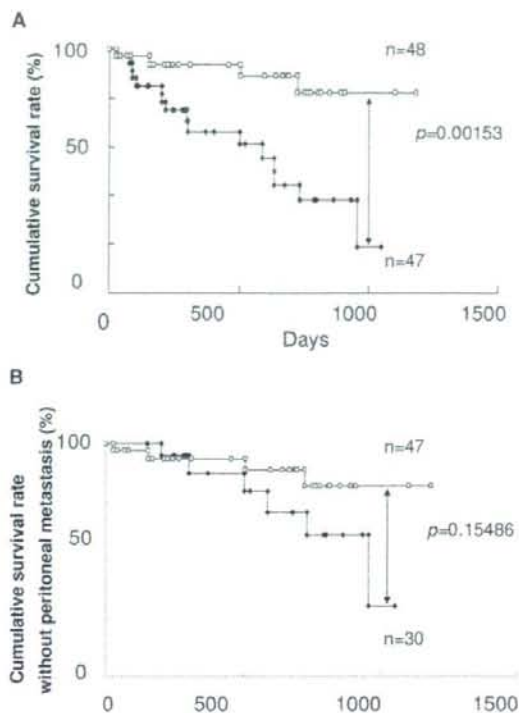 A
Cumulative survival rate (%)
100
50
0
n=48
p=0.00153
n=47
0
500
1000
1500
Days
B
Cumulative survival rate
without peritoneal metastasis (%)
100
50
0
n=47
p=0.15486
n=30
0
500
1000
1500